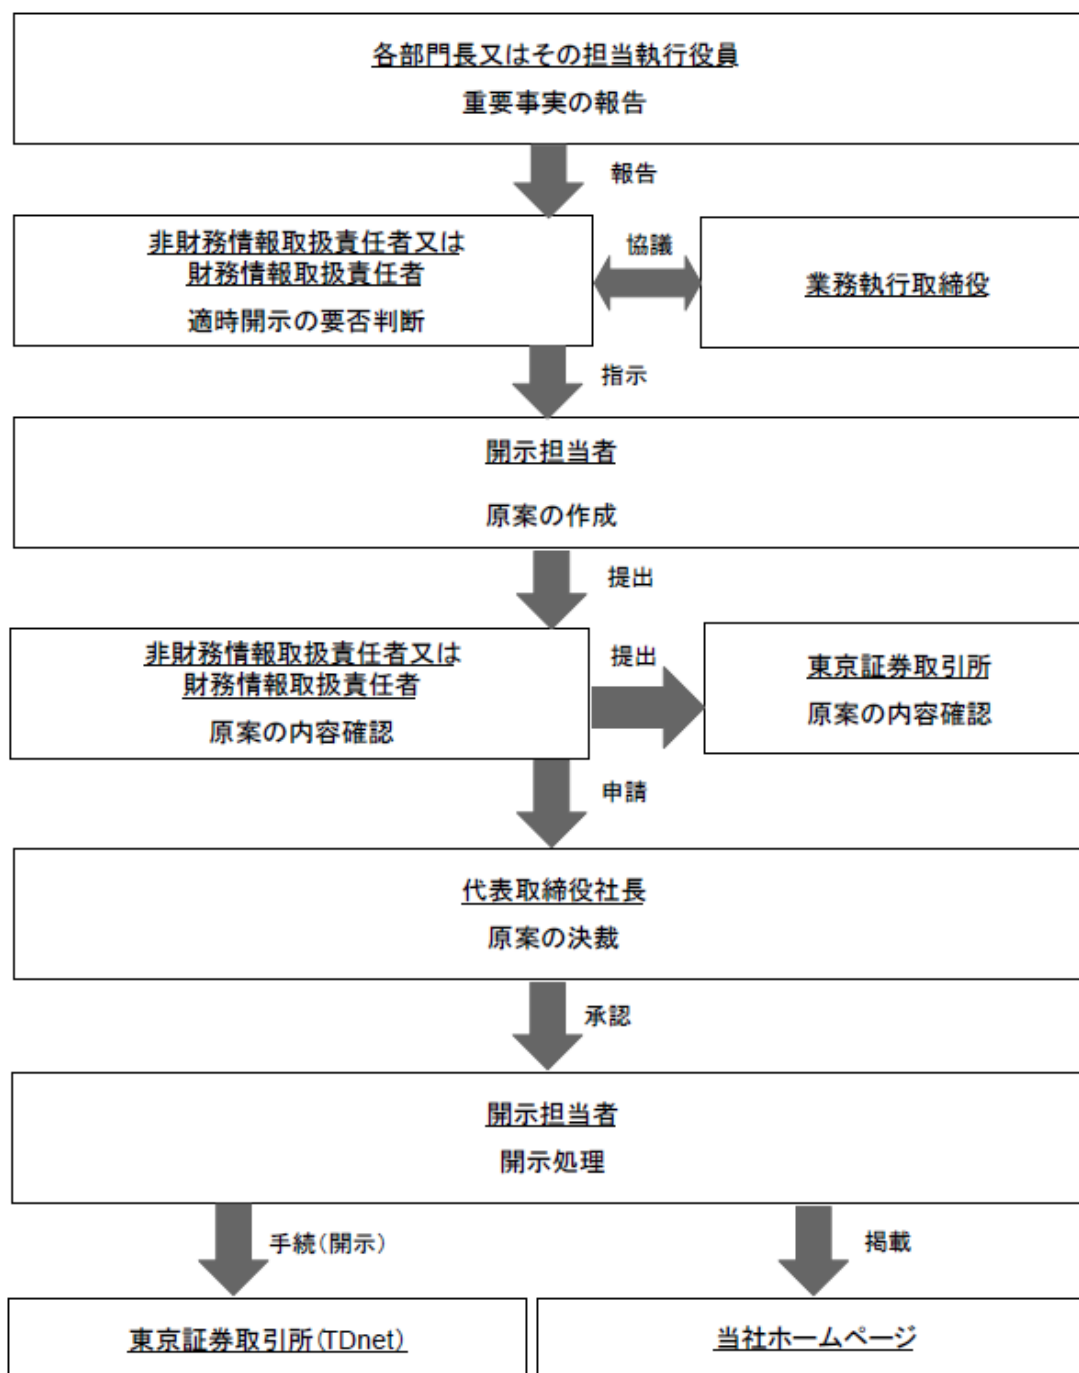 各部門長又はその担当執行役員
重要事実の報告
報告
非財務情報取扱責任者又は
財務情報取扱責任者
適時開示の要否判断
協議
業務執行取締役
指示
開示担当者
原案の作成
提出
非財務情報取扱責任者又は
財務情報取扱責任者
原案の内容確認
提出
東京証券取引所
原案の内容確認
申請
代表取締役社長
原案の決裁
承認
開示担当者
開示処理
手続(開示)
掲載
東京証券取引所(TDnet)
当社ホームページ